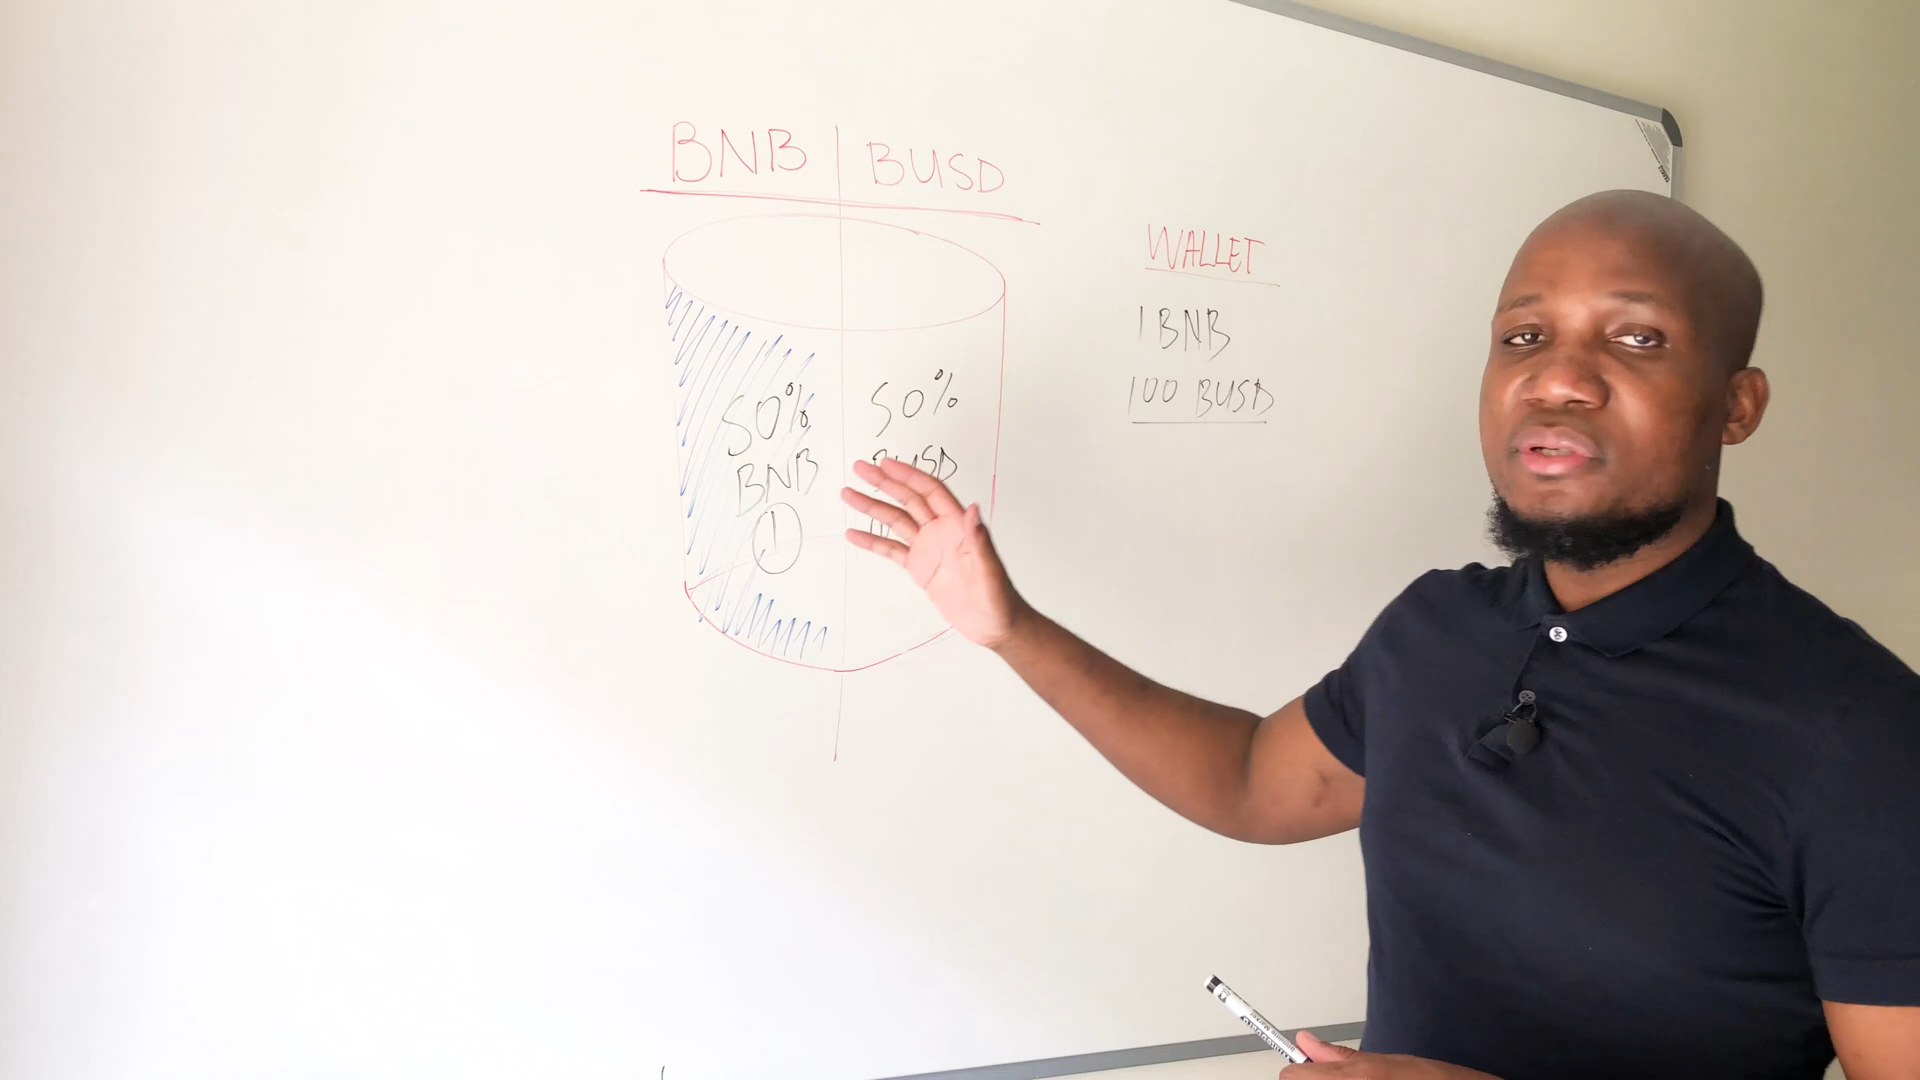 BNB BUSD
WALLET
1 BNB
100 BUSD
50% 50%
BNB BUSD
1